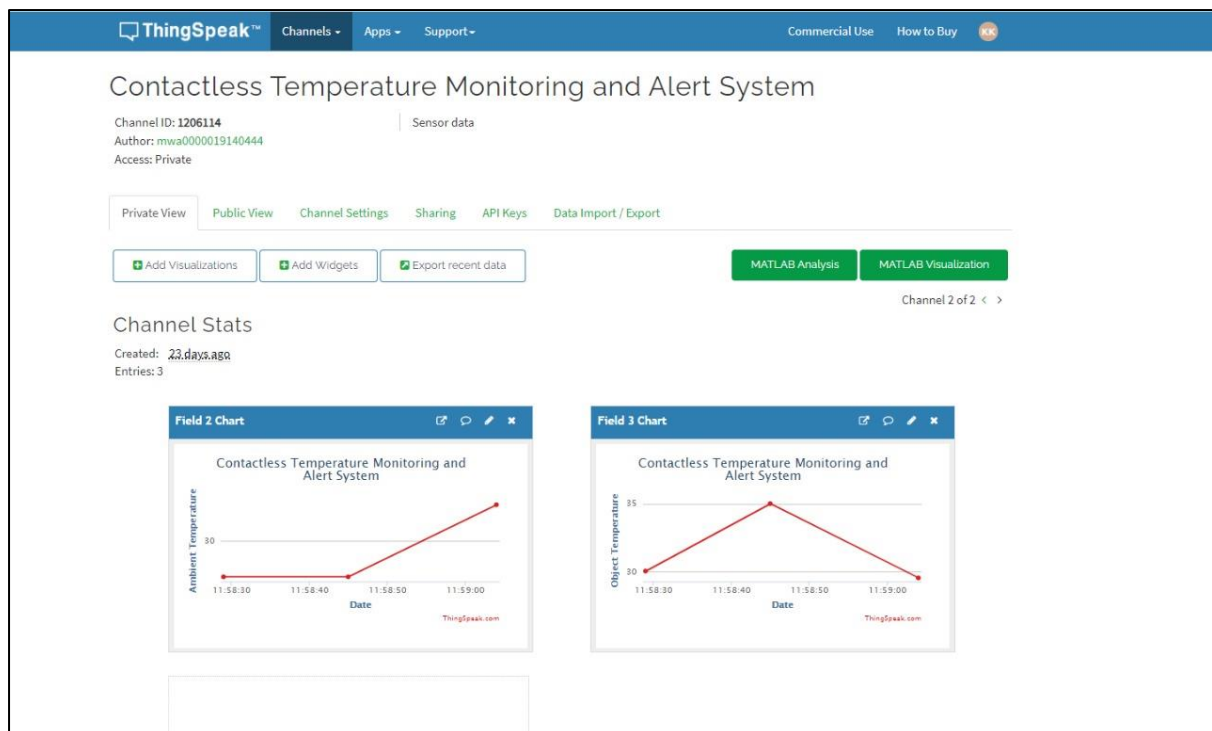 ThingSpeak™ Channels Apps Support Commercial Use How to Buy KK
Contactless Temperature Monitoring and Alert System
Channel ID: 1206114 Sensor data
Author: mwa0000019140444
Access: Private
Private View Public View Channel Settings Sharing API Keys Data Import / Export
Add Visualizations Add Widgets Export recent data MATLAB Analysis MATLAB Visualization
Channel 2 of 2 < >
Channel Stats
Created: 23 days ago
Entries: 3
Field 2 Chart
Contactless Temperature Monitoring and
Alert System
Ambient Temperature
30
11:58:30 11:58:40 11:58:50 11:59:00
Date
ThingSpeak.com
Field 3 Chart
Contactless Temperature Monitoring and
Alert System
Object Temperature
35
30
11:58:30 11:58:40 11:58:50 11:59:00
Date
ThingSpeak.com